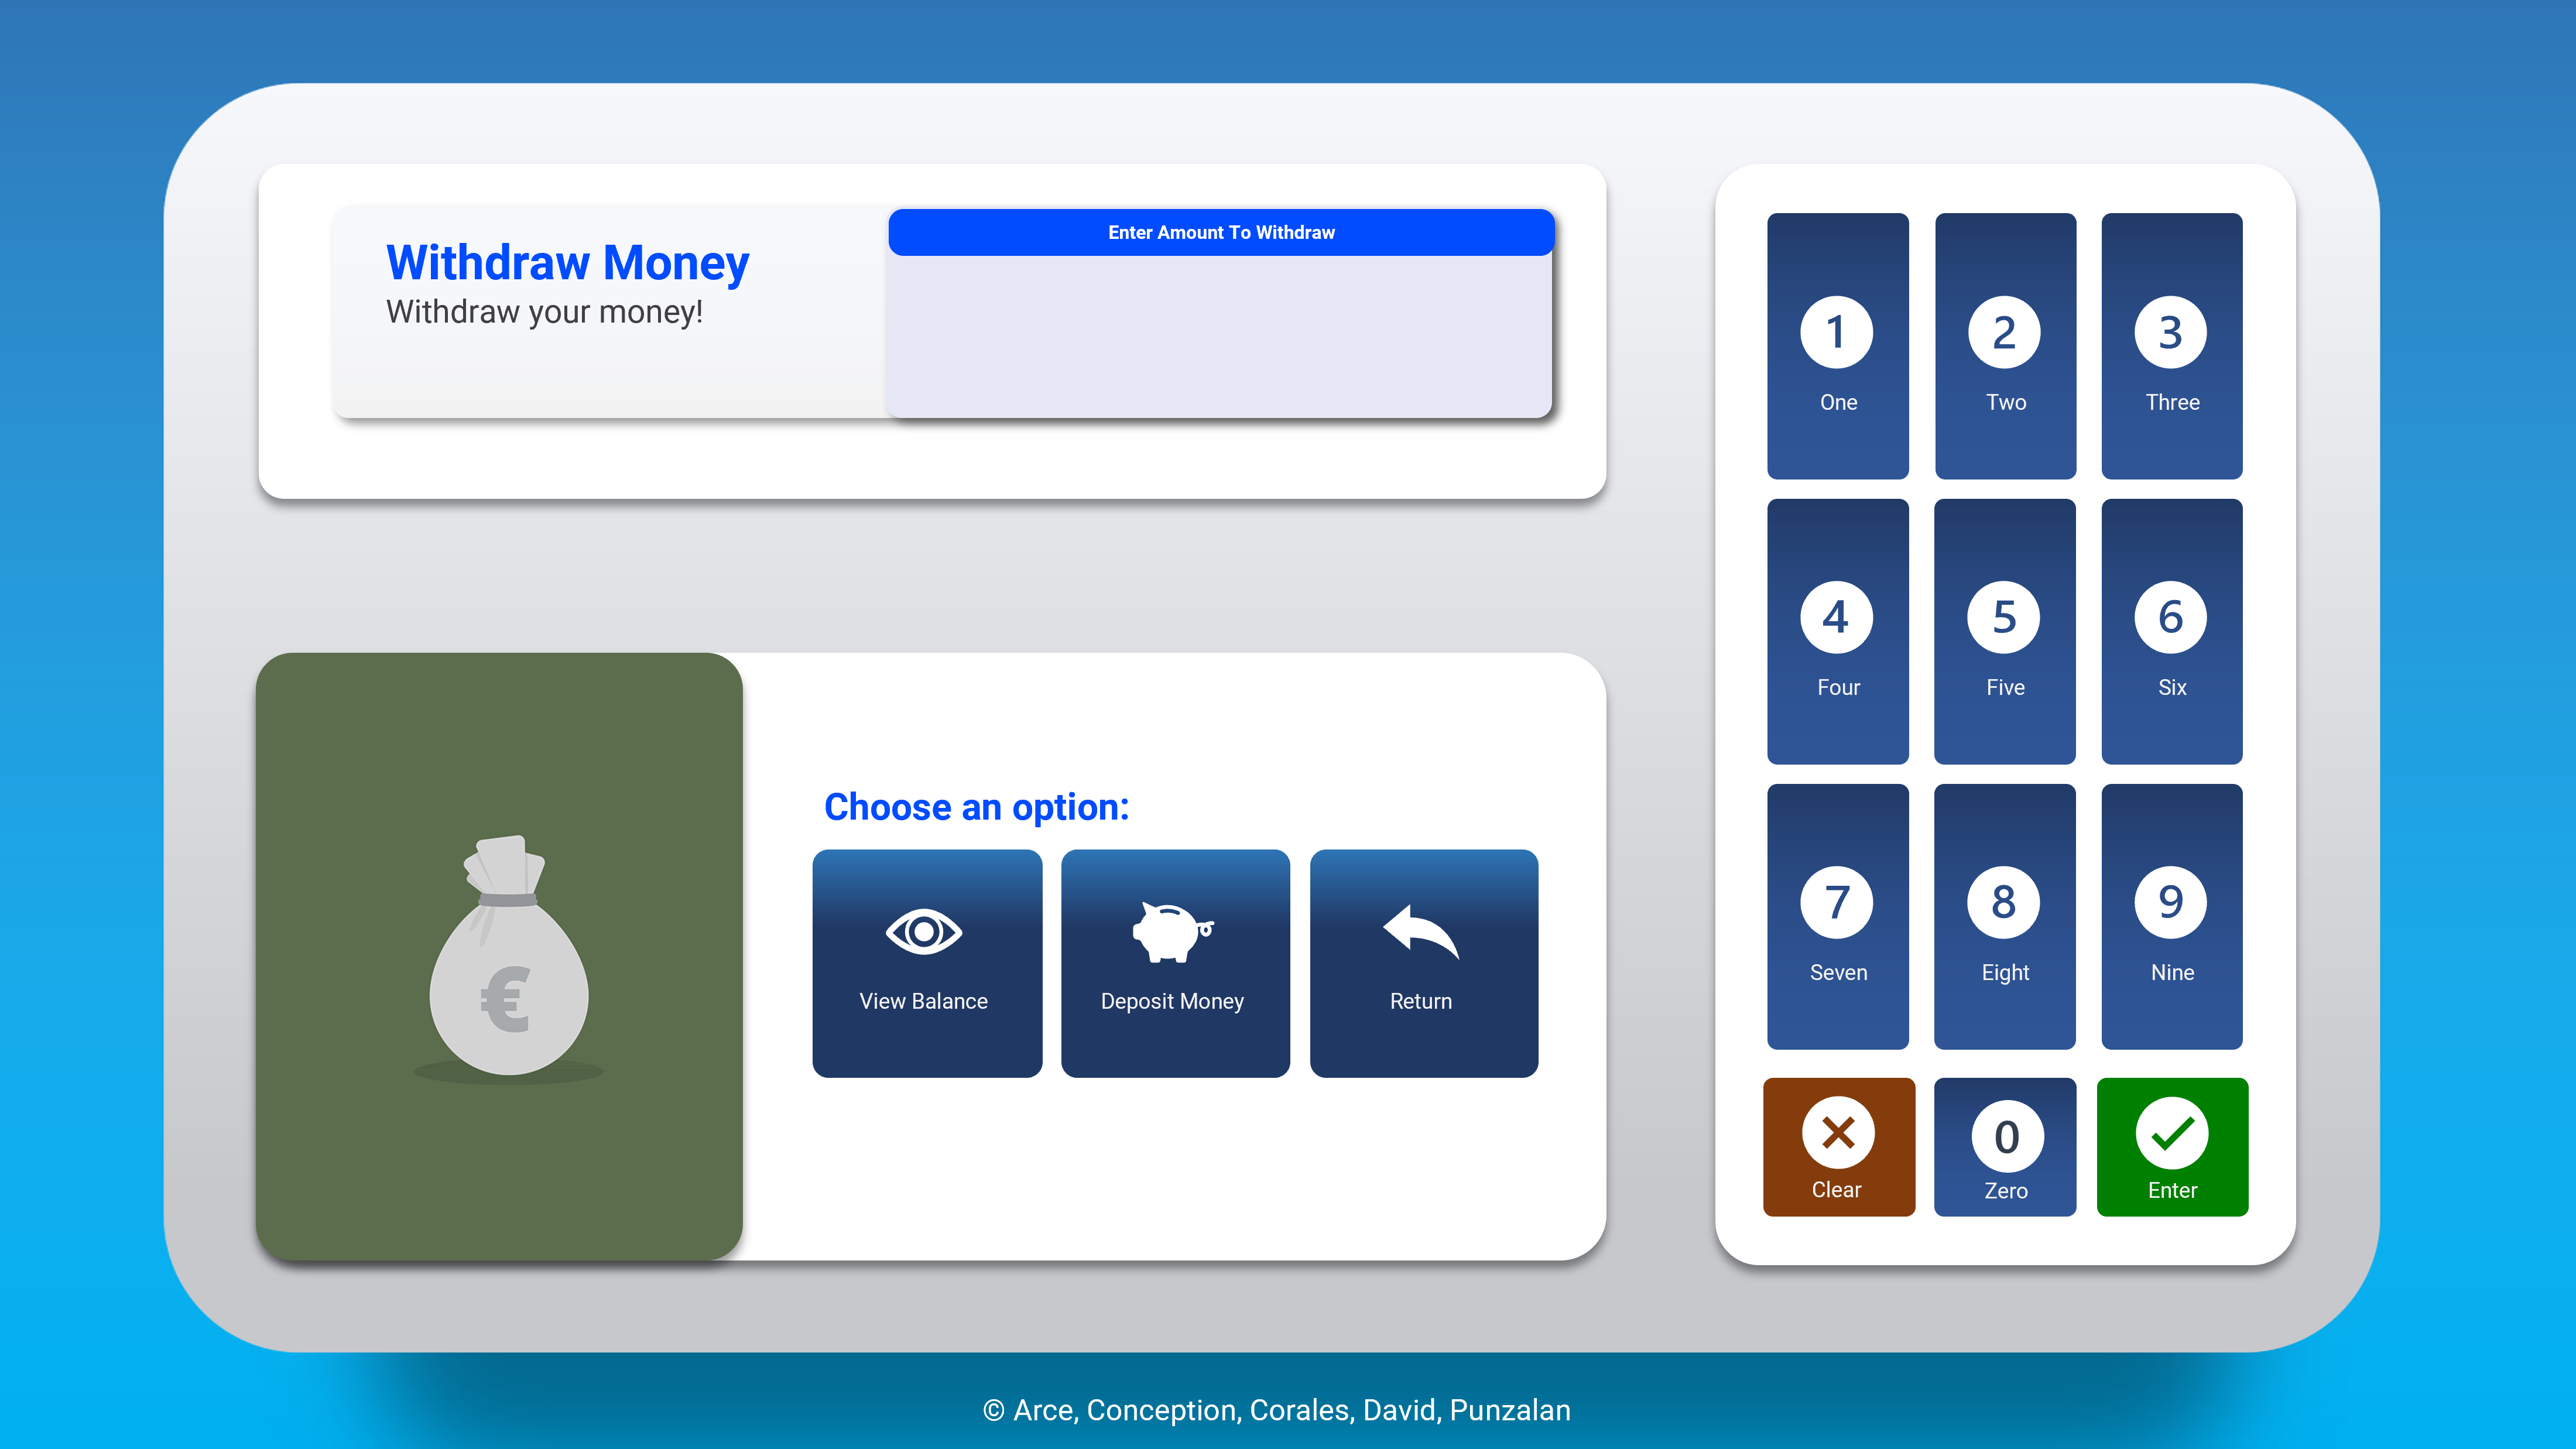 Withdraw Money
Withdraw your money!
Enter Amount To Withdraw
€
Choose an option:
View Balance
Deposit Money
Return
1
One
2
Two
3
Three
4
Four
5
Five
6
Six
7
Seven
8
Eight
9
Nine
Clear
0
Zero
Enter
© Arce, Conception, Corales, David, Punzalan